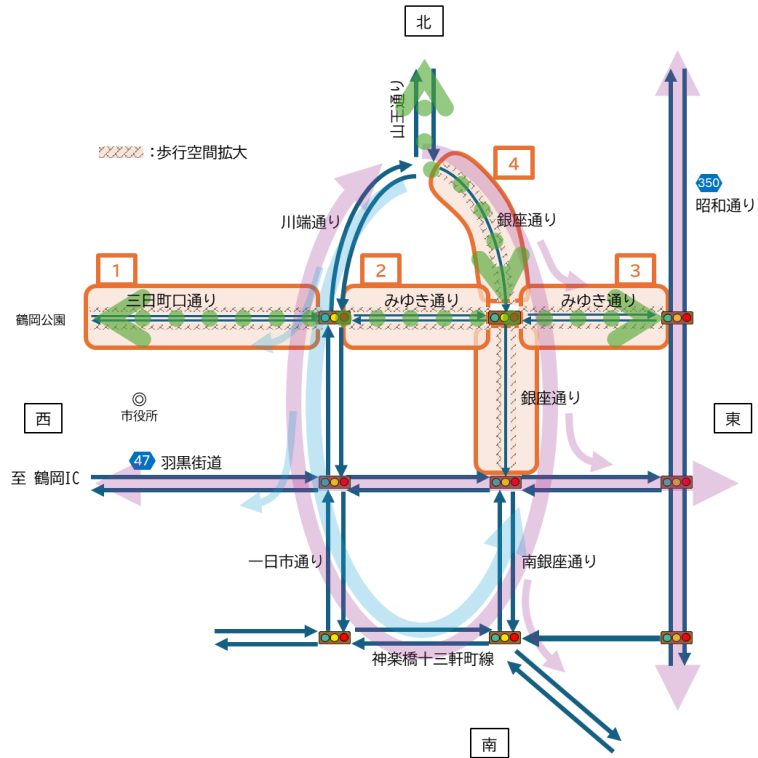 北
山王通り
：歩行空間拡大
4
350
昭和通り
川端通り
銀座通り
1
2
3
三日町口通り
みゆき通り
みゆき通り
鶴岡公園
市役所
西
銀座通り
東
47 羽黒街道
至 鶴岡IC
一日市通り
南銀座通り
神楽橋十三軒町線
南